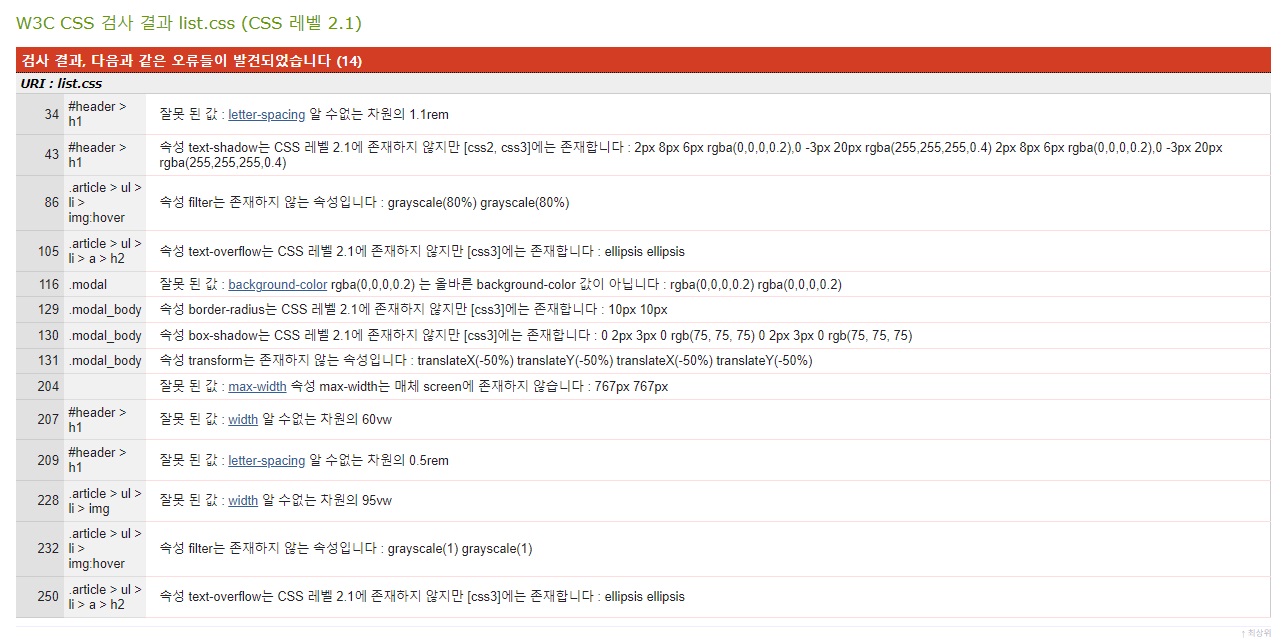 W3C CSS 검사 결과 list.css (CSS 레벨 2.1)
검사 결과, 다음과 같은 오류들이 발견되었습니다 (14)
URI : list.css
34 #header > h1 잘못 된 값 : letter-spacing 알 수없는 차원의 1.1rem
43 #header > h1 속성 text-shadow는 CSS 레벨 2.1에 존재하지 않지만 [css2, css3]에는 존재합니다 : 2px 8px 6px rgba(0,0,0,0.2),0 -3px 20px rgba(255,255,255,0.4) 2px 8px 6px rgba(0,0,0,0.2),0 -3px 20px rgba(255,255,255,0.4)
86 .article > ul > li > img:hover 속성 filter는 존재하지 않는 속성입니다 : grayscale(80%) grayscale(80%)
105 .article > ul > li > a > h2 속성 text-overflow는 CSS 레벨 2.1에 존재하지 않지만 [css3]에는 존재합니다 : ellipsis ellipsis
116 .modal 잘못 된 값 : background-color rgba(0,0,0,0.2) 는 올바른 background-color 값이 아닙니다 : rgba(0,0,0,0.2) rgba(0,0,0,0.2)
129 .modal_body 속성 border-radius는 CSS 레벨 2.1에 존재하지 않지만 [css3]에는 존재합니다 : 10px 10px
130 .modal_body 속성 box-shadow는 CSS 레벨 2.1에 존재하지 않지만 [css3]에는 존재합니다 : 0 2px 3px 0 rgb(75, 75, 75) 0 2px 3px 0 rgb(75, 75, 75)
131 .modal_body 속성 transform는 존재하지 않는 속성입니다 : translateX(-50%) translateY(-50%) translateX(-50%) translateY(-50%)
204 잘못 된 값 : max-width 속성 max-width는 매체 screen에 존재하지 않습니다 : 767px 767px
207 #header > h1 잘못 된 값 : width 알 수없는 차원의 60vw
209 #header > h1 잘못 된 값 : letter-spacing 알 수없는 차원의 0.5rem
228 .article > ul > li > img 잘못 된 값 : width 알 수없는 차원의 95vw
232 .article > ul > li > img:hover 속성 filter는 존재하지 않는 속성입니다 : grayscale(1) grayscale(1)
250 .article > ul > li > a > h2 속성 text-overflow는 CSS 레벨 2.1에 존재하지 않지만 [css3]에는 존재합니다 : ellipsis ellipsis
↑ 최상위